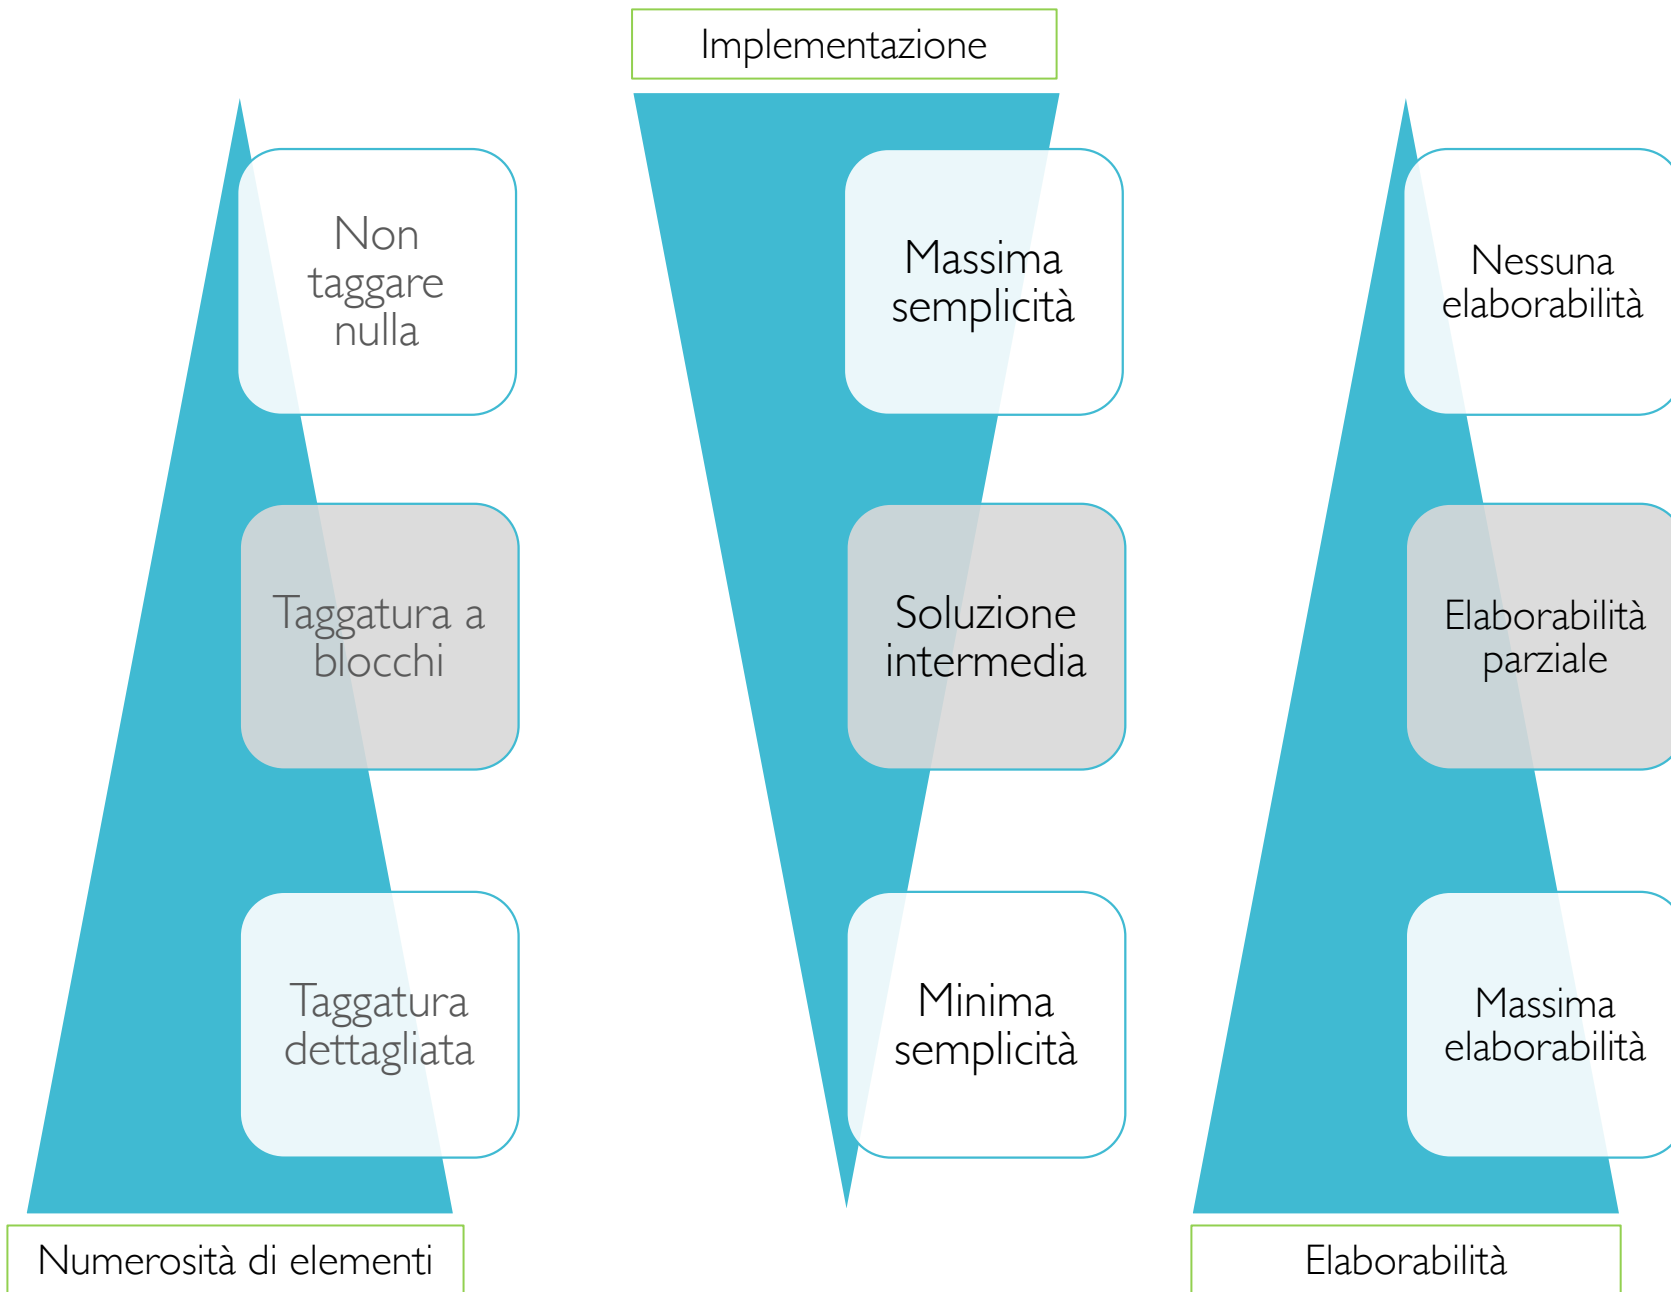 Implementazione
Non
taggare
nulla
Massima
semplicità
Nessuna
elaborabilità
Taggatura a
blocchi
Soluzione
intermedia
Elaborabilità
parziale
Taggatura
dettagliata
Minima
semplicità
Massima
elaborabilità
Numerosità di elementi
Elaborabilità